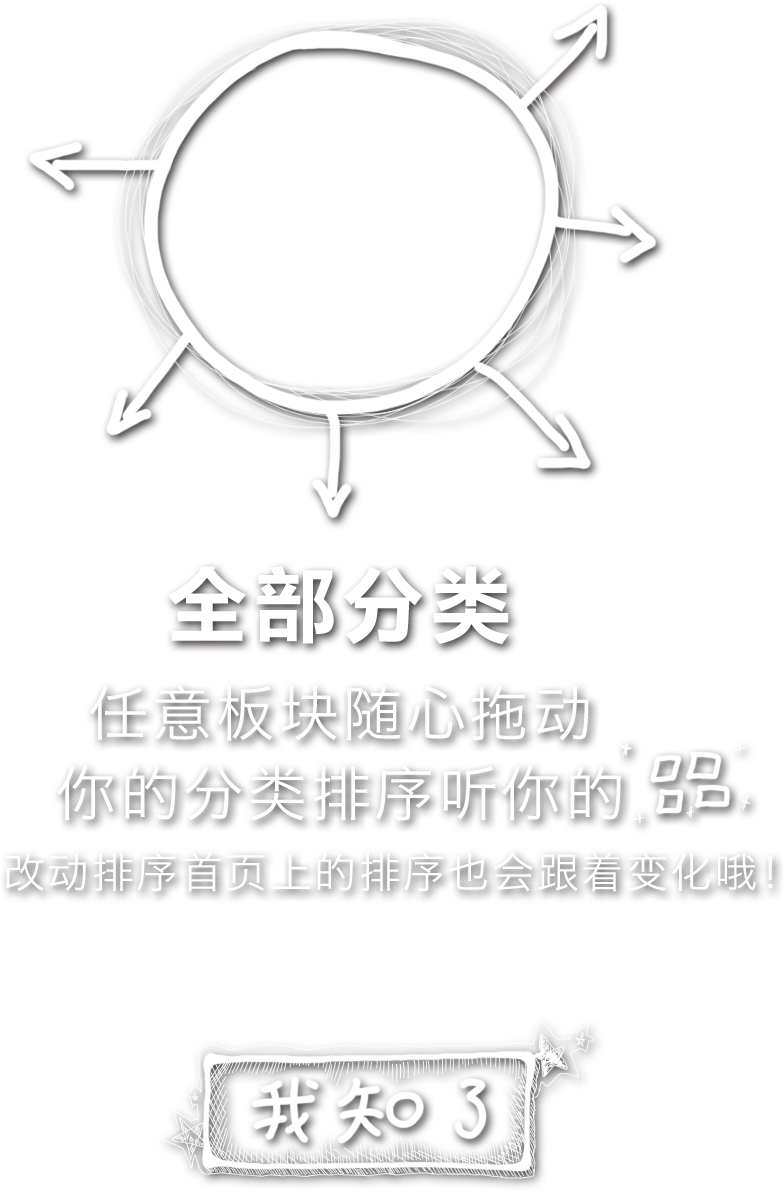 全部分类
任意板块随心拖动
你的分类排序听你的
改动排序首页上的排序也会跟着变化哦！
我知了